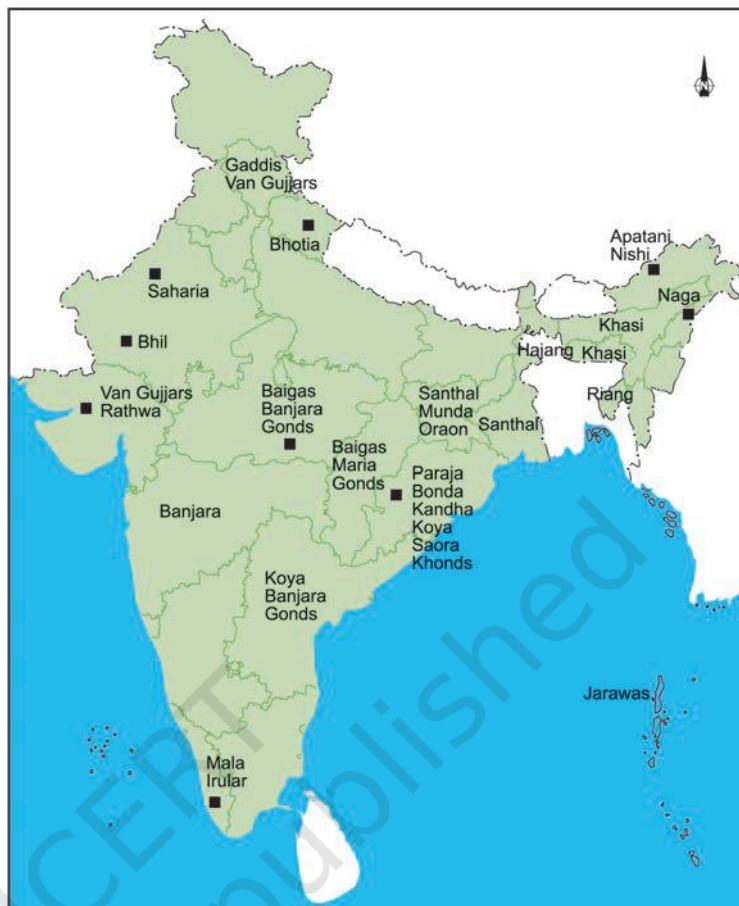 N
Gaddis
Van Gujjars
Bhotia
Apatani
Nishi
Saharia
Naga
Khasi
Bhil
Hajang
Khasi
Van Gujjars
Rathwa
Baigas
Banjara
Gonds
Santhal
Munda
Oraon
Santhal
Riang
Baigas
Maria
Gonds
Paraja
Bonda
Kandha
Koya
Saora
Khonds
Banjara
Koya
Banjara
Gonds
Jarawas
Mala
Irular
NCERT
republished